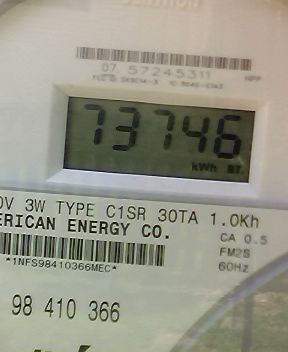 CENTRON
07 57245311
73746
kWh
0V 3W TYPE C1SR 30TA 1.0Kh
ERICAN ENERGY CO.
CA 0.5
*1NFS98410366MEC*
FM2S
60Hz
98 410 366